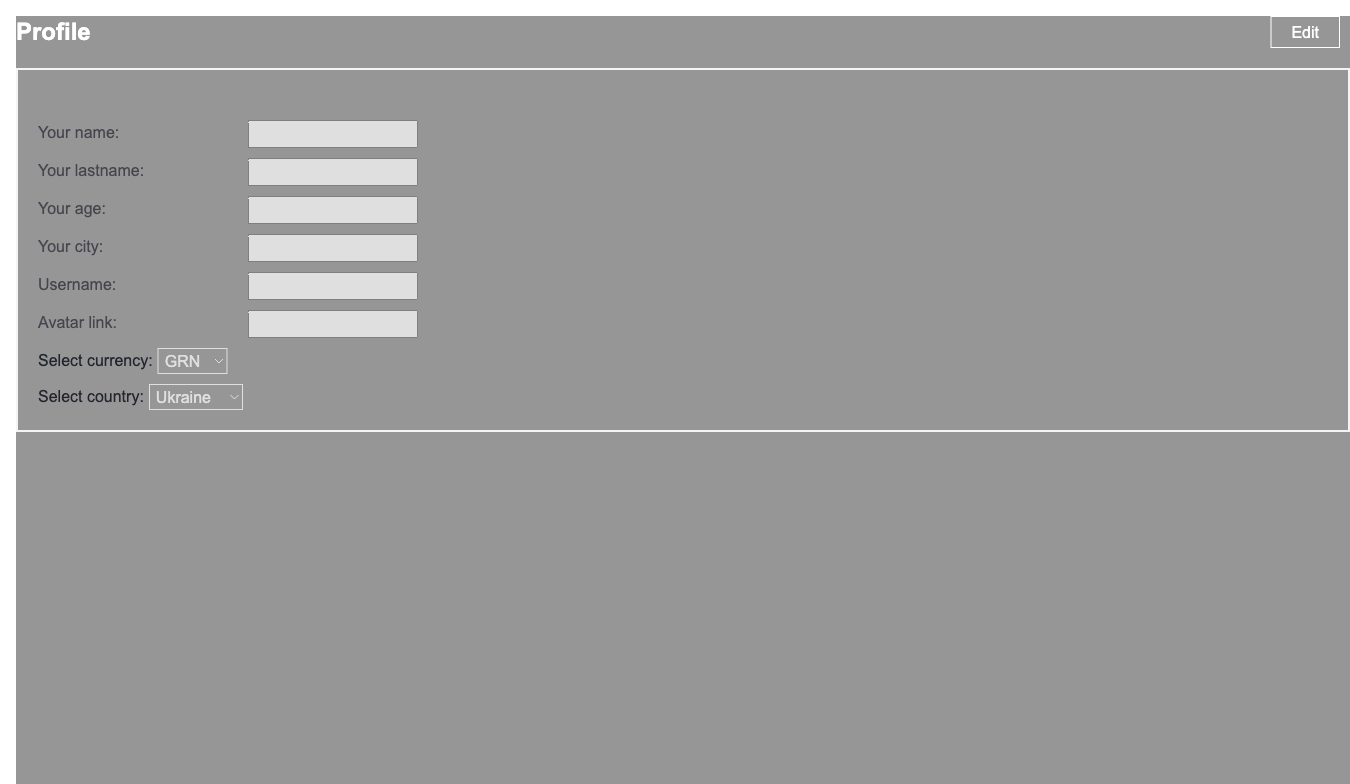 Profile
Edit
Your name:
Your lastname:
Your age:
Your city:
Username:
Avatar link:
Select currency: GRN
Select country: Ukraine